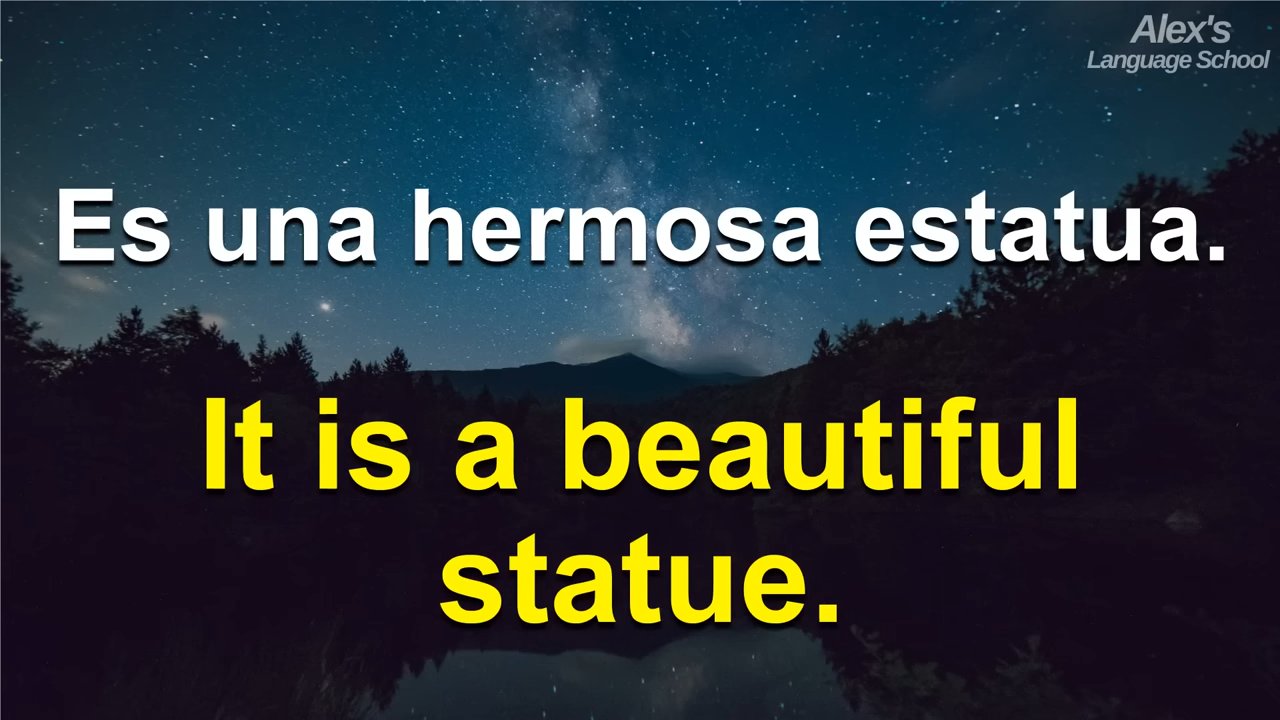 Alex's
Language School
Es una hermosa estatua.
It is a beautiful
statue.